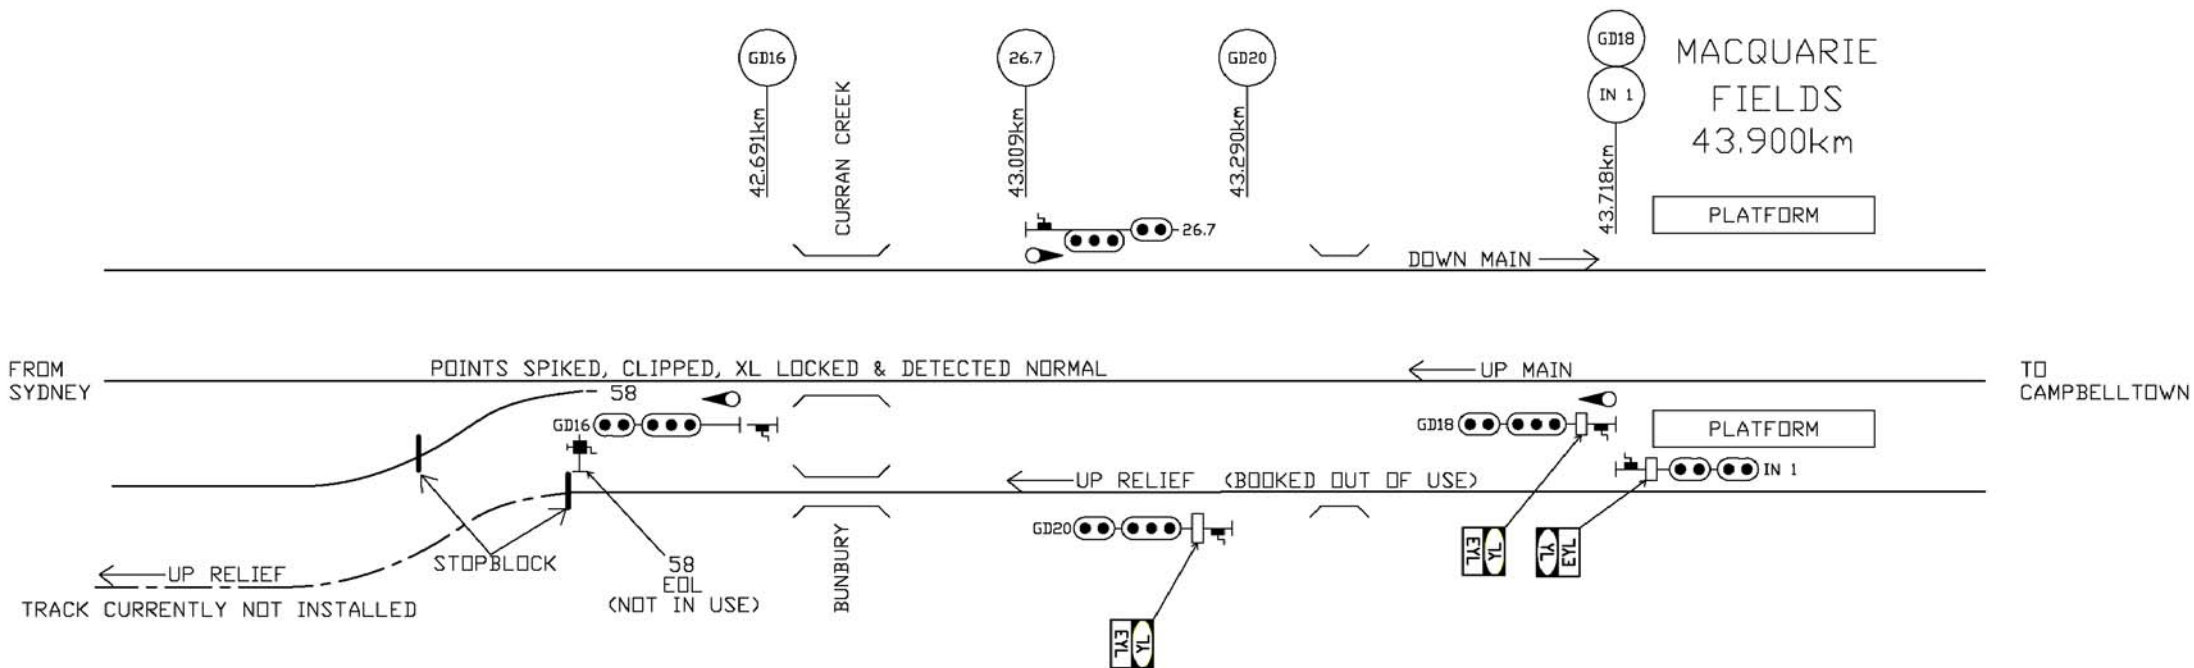 GD16
42.691km
CURRAN CREEK
26.7
43.009km
GD20
43.290km
GD18
IN 1
43.718km
MACQUARIE
FIELDS
43.900km
PLATFORM
26.7
DOWN MAIN
FROM
SYDNEY
POINTS SPIKED, CLIPPED, XL LOCKED & DETECTED NORMAL
UP MAIN
TO
CAMPBELLTOWN
58
GD16
GD18
PLATFORM
IN 1
UP RELIEF (BOOKED OUT OF USE)
GD20
EYL
YL
YL
EYL
STOPBLOCK
58
EOL
(NOT IN USE)
BUNBURY
UP RELIEF
TRACK CURRENTLY NOT INSTALLED
EYL
YL